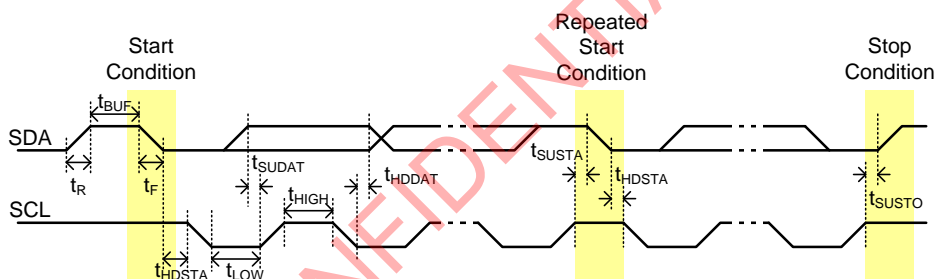 Start
Condition
Repeated
Start
Condition
Stop
Condition
tBUF
SDA
tR
tF
tSUDAT
tHDDAT
tSUSTA
tHDSTA
tHIGH
tSUSTO
SCL
tHDSTA
tLOW